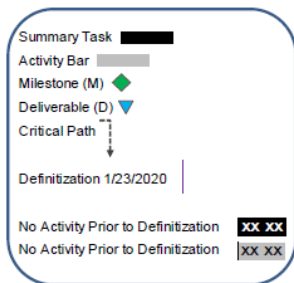 Summary Task
Activity Bar
Milestone (M)
Deliverable (D)
Critical Path
Definitization 1/23/2020
No Activity Prior to Definitization XX XX
No Activity Prior to Definitization XX XX